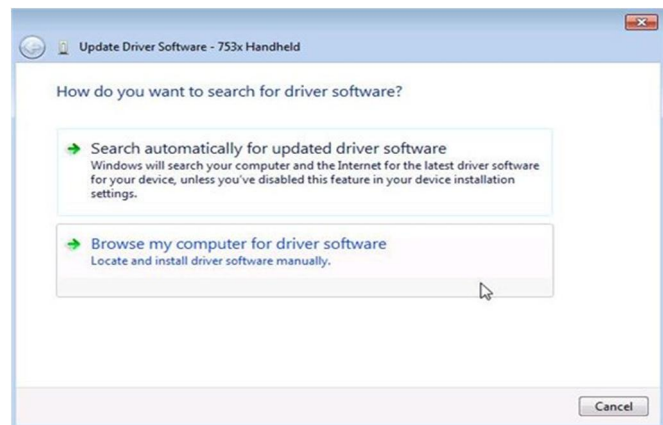 Update Driver Software - 753x Handheld
How do you want to search for driver software?
Search automatically for updated driver software
Windows will search your computer and the Internet for the latest driver software
for your device, unless you've disabled this feature in your device installation
settings.
Browse my computer for driver software
Locate and install driver software manually.
Cancel